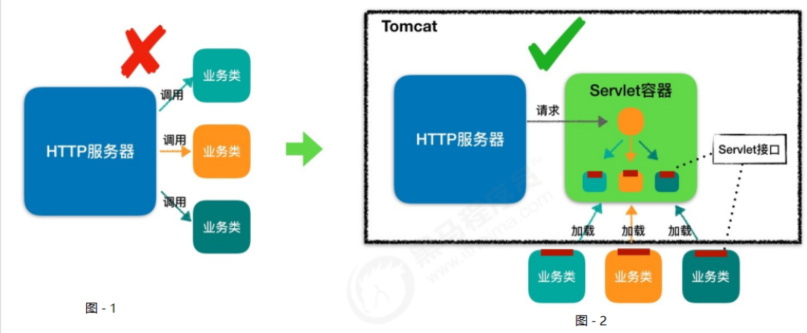 Tomcat
业务类
调用
HTTP服务器
调用
业务类
调用
业务类
图 - 1
HTTP服务器
请求
Servlet容器
Servlet接口
加载
加载
加载
业务类
业务类
业务类
图 - 2